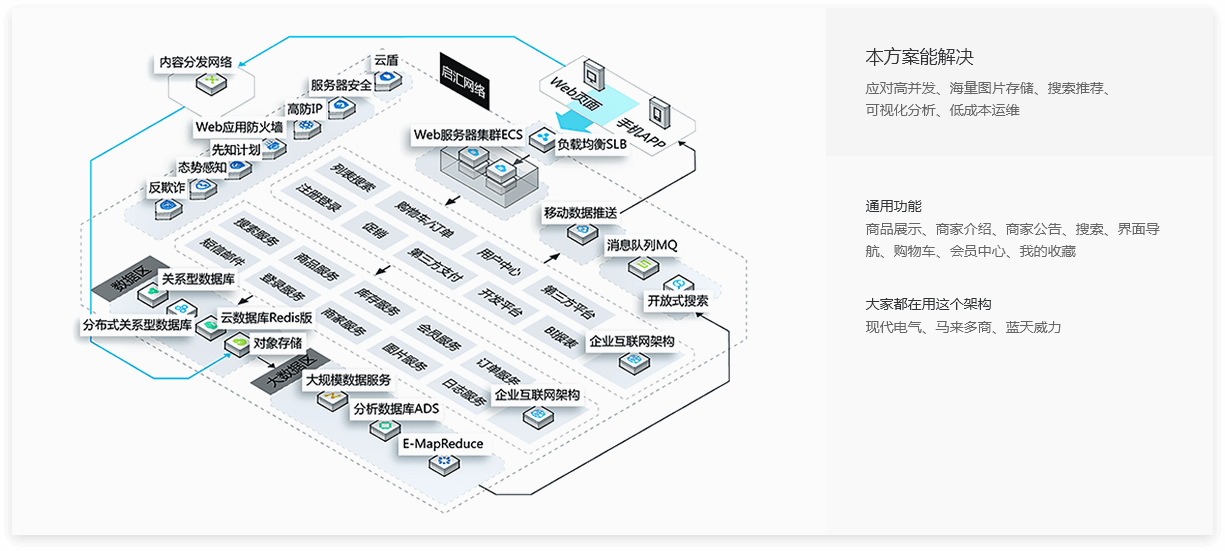 内容分发网络
云盾
服务器安全
高防IP
Web应用防火墙
先知计划
态势感知
反欺诈
启汇网络
Web页面
手机APP
Web服务器集群ECS
负载均衡SLB
移动数据推送
消息队列MQ
开放式搜索
列表搜索
注册登录
购物车/订单
促销
用户中心
第三方支付
第三方平台
开发平台
BI报表
企业互联网架构
搜索服务
短信邮件
商品服务
登录服务
库存服务
商家服务
会员服务
图片服务
订单服务
日志服务
企业互联网架构
数据区
关系型数据库
分布式关系型数据库
云数据库Redis版
对象存储
大数据区
大规模数据服务
分析数据库ADS
E-MapReduce
本方案能解决
应对高并发、海量图片存储、搜索推荐、
可视化分析、低成本运维
通用功能
商品展示、商家介绍、商家公告、搜索、界面导
航、购物车、会员中心、我的收藏
大家都在用这个架构
现代电气、马来多商、蓝天威力